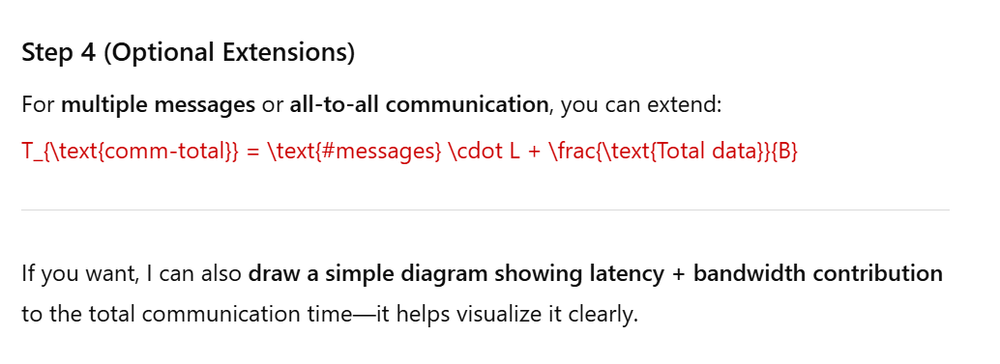 Step 4 (Optional Extensions)
For multiple messages or all-to-all communication, you can extend:
T_{\text{comm-total}} = \text{#messages} \cdot L + \frac{\text{Total data}}{B}
If you want, I can also draw a simple diagram showing latency + bandwidth contribution
to the total communication time—it helps visualize it clearly.